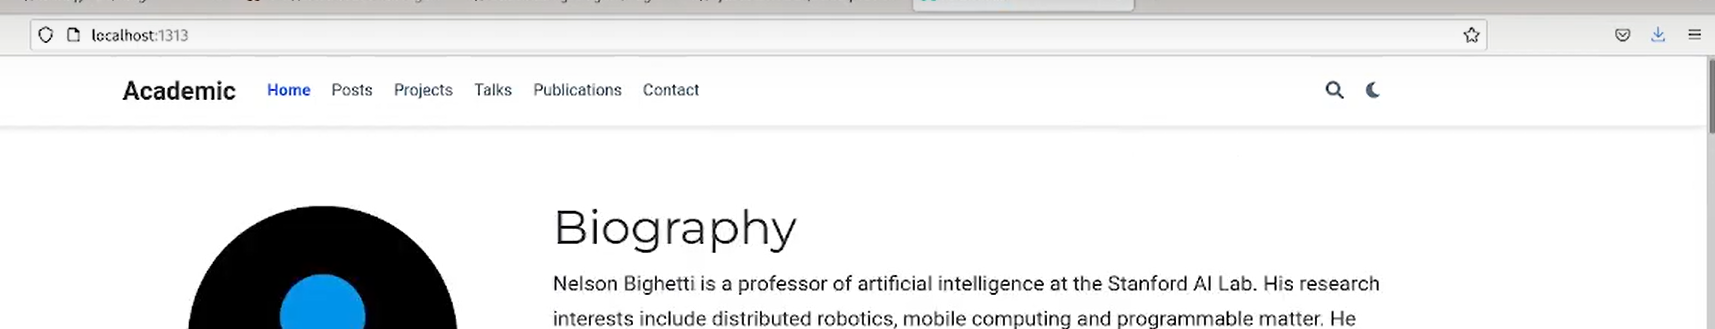 localhost:1313
Academic Home Posts Projects Talks Publications Contact
Biography
Nelson Bighetti is a professor of artificial intelligence at the Stanford AI Lab. His research
interests include distributed robotics, mobile computing and programmable matter. He